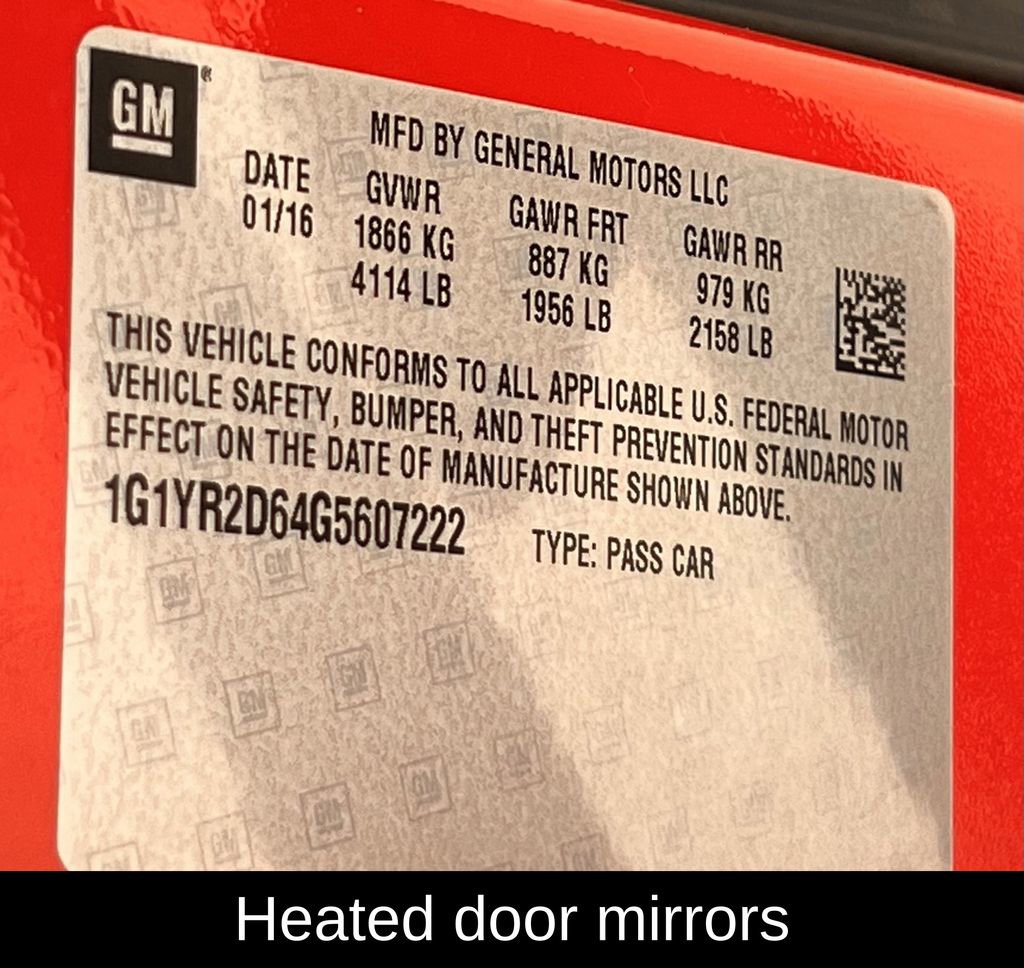 GM
MFD BY GENERAL MOTORS LLC
DATE GVWR GAWR FRT GAWR RR
01/16 1866 KG 887 KG 979 KG
4114 LB 1956 LB 2158 LB
THIS VEHICLE CONFORMS TO ALL APPLICABLE U.S. FEDERAL MOTOR
VEHICLE SAFETY, BUMPER, AND THEFT PREVENTION STANDARDS IN
EFFECT ON THE DATE OF MANUFACTURE SHOWN ABOVE.
1G1YR2D64G5607222 TYPE: PASS CAR
Heated door mirrors